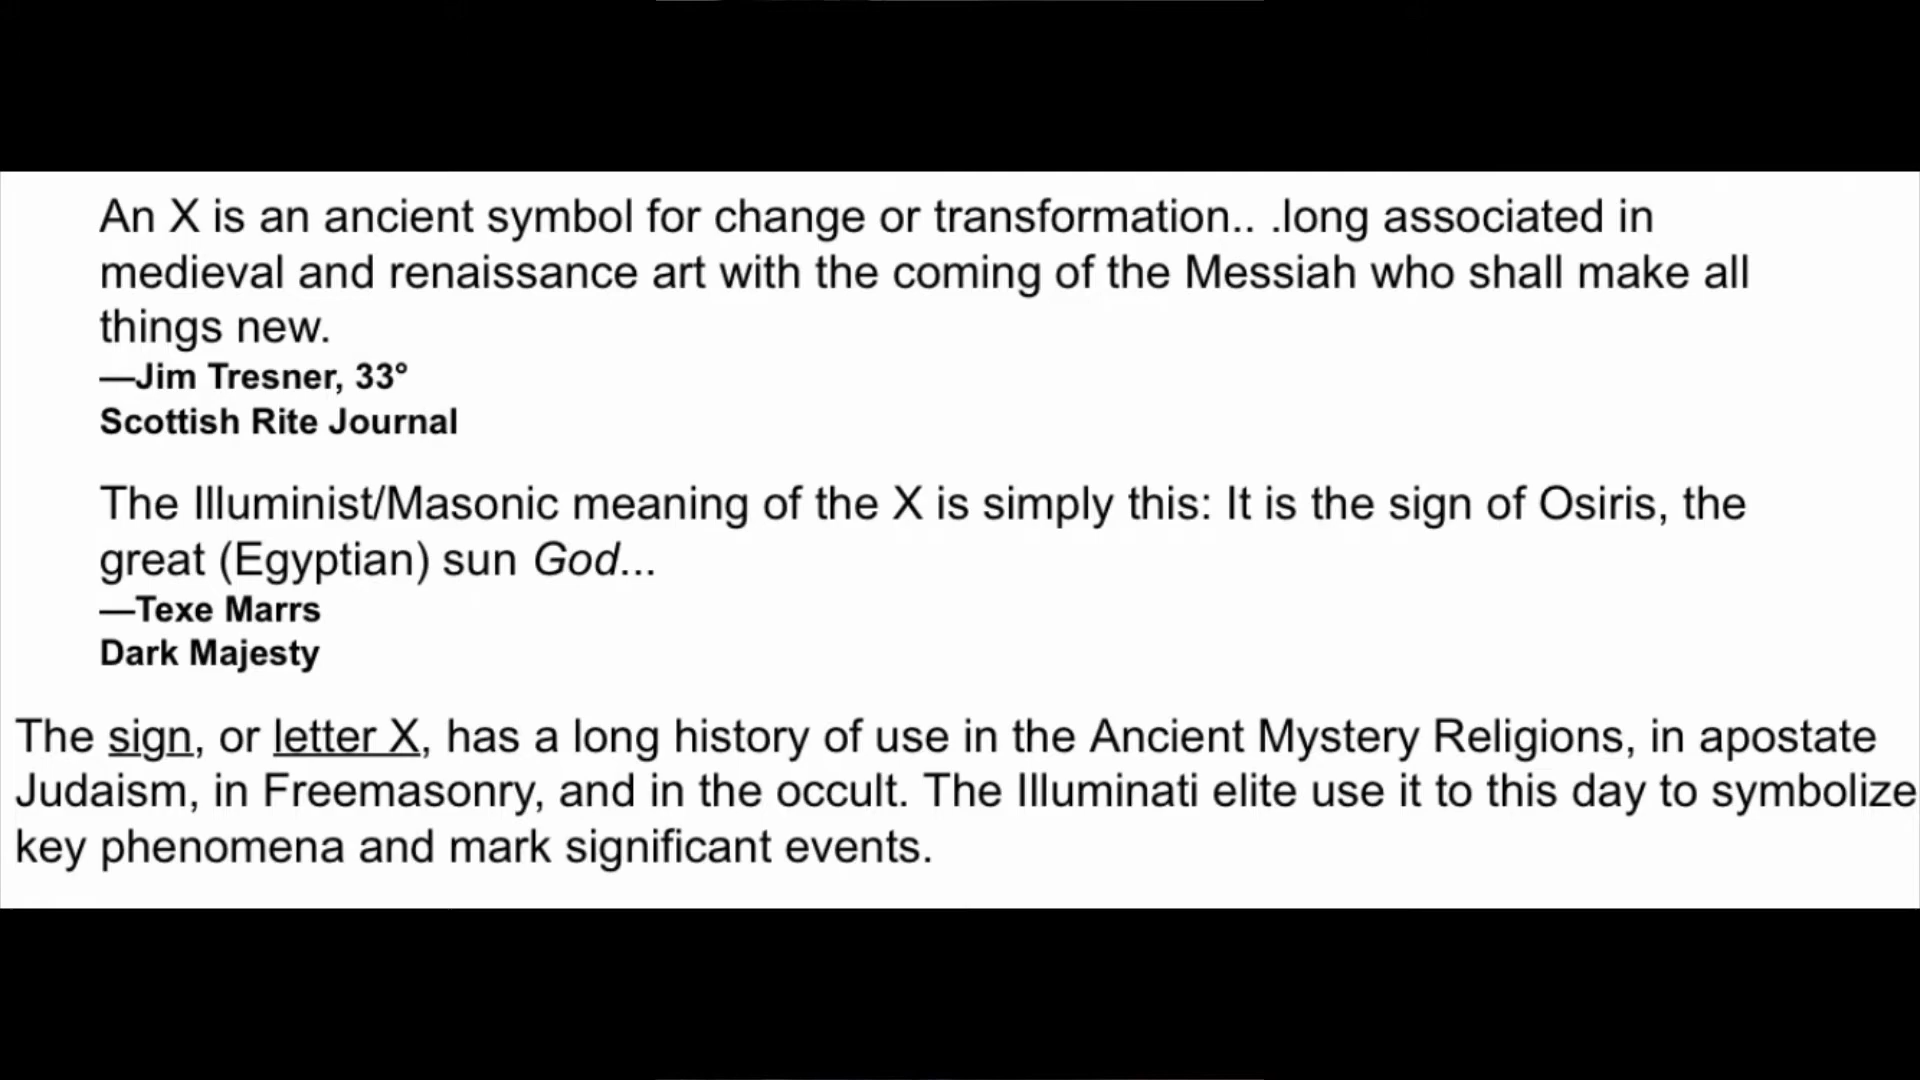 An X is an ancient symbol for change or transformation.. .long associated in
medieval and renaissance art with the coming of the Messiah who shall make all
things new.
—Jim Tresner, 33°
Scottish Rite Journal
The Illuminist/Masonic meaning of the X is simply this: It is the sign of Osiris, the
great (Egyptian) sun God...
—Texe Marrs
Dark Majesty
The sign, or letter X, has a long history of use in the Ancient Mystery Religions, in apostate
Judaism, in Freemasonry, and in the occult. The Illuminati elite use it to this day to symbolize
key phenomena and mark significant events.